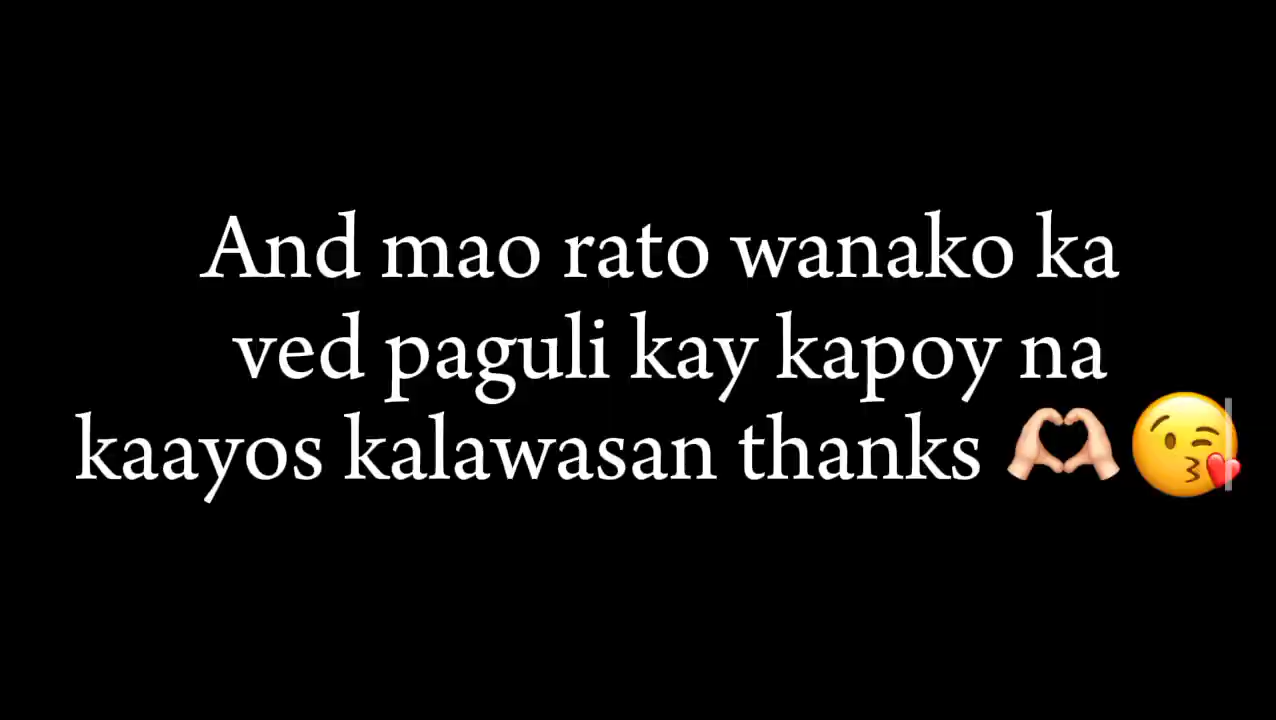 And mao rato wanako ka
ved paguli kay kapoy na
kaayos kalawasan thanks 🫶🏻😘